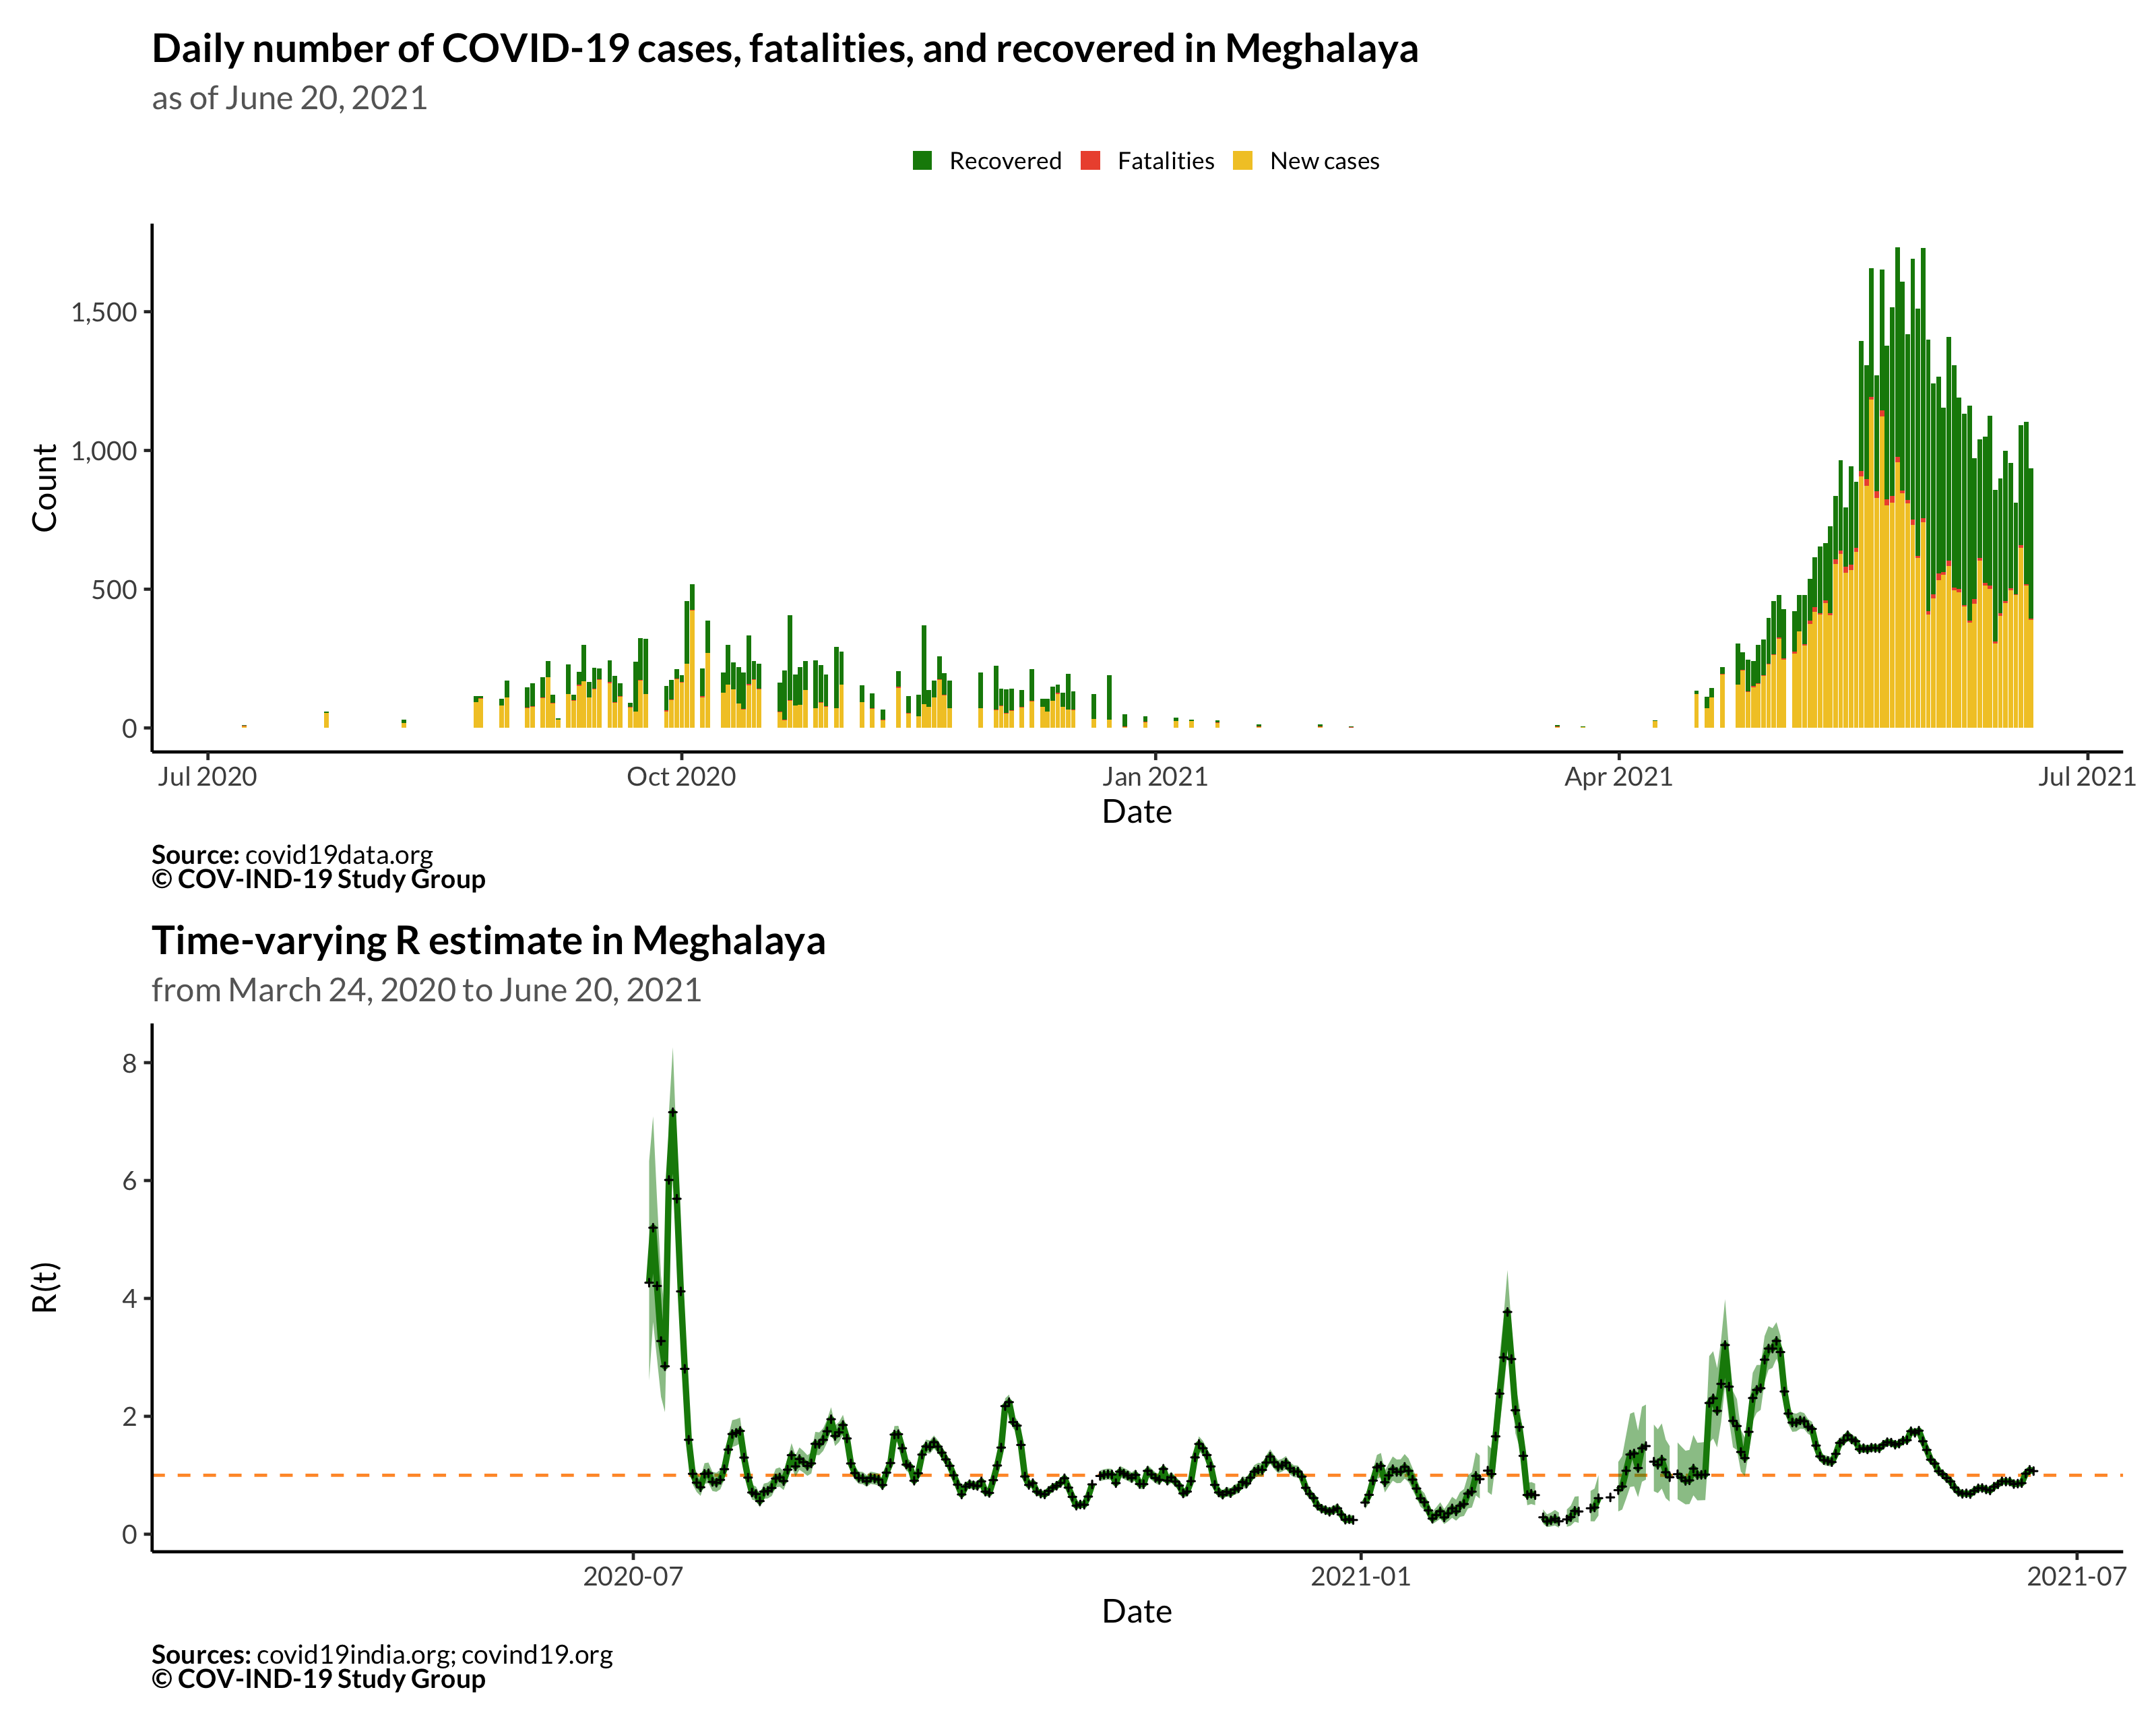 Daily number of COVID-19 cases, fatalities, and recovered in Meghalaya
as of June 20, 2021
Recovered Fatalities New cases
1,500
1,000
500
0
Count
Jul 2020 Oct 2020 Jan 2021 Apr 2021 Jul 2021
Date
Source: covid19data.org
© COV-IND-19 Study Group
Time-varying R estimate in Meghalaya
from March 24, 2020 to June 20, 2021
8
6
4
2
0
R(t)
2020-07 2021-01 2021-07
Date
Sources: covid19india.org; covind19.org
© COV-IND-19 Study Group